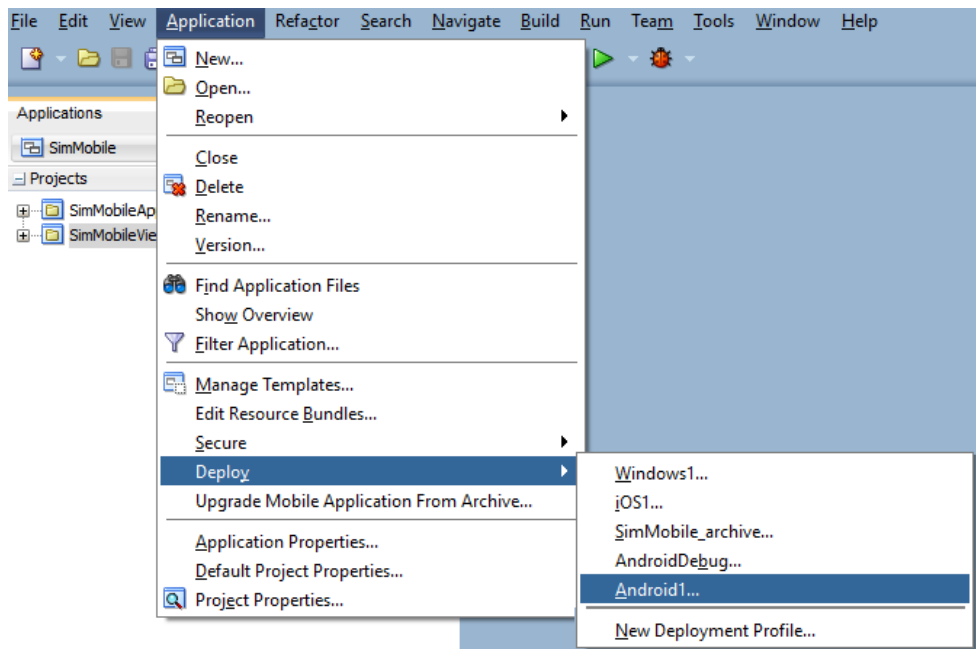 File Edit View Application Refactor Search Navigate Build Run Team Tools Window Help
New...
Open...
Reopen
Close
Delete
Rename...
Version...
Find Application Files
Show Overview
Filter Application...
Manage Templates...
Edit Resource Bundles...
Secure
Deploy
Upgrade Mobile Application From Archive...
Application Properties...
Default Project Properties...
Project Properties...
Applications
SimMobile
Projects
SimMobileAp
SimMobileVie
Windows1...
iOS1...
SimMobile_archive...
AndroidDebug...
Android1...
New Deployment Profile...